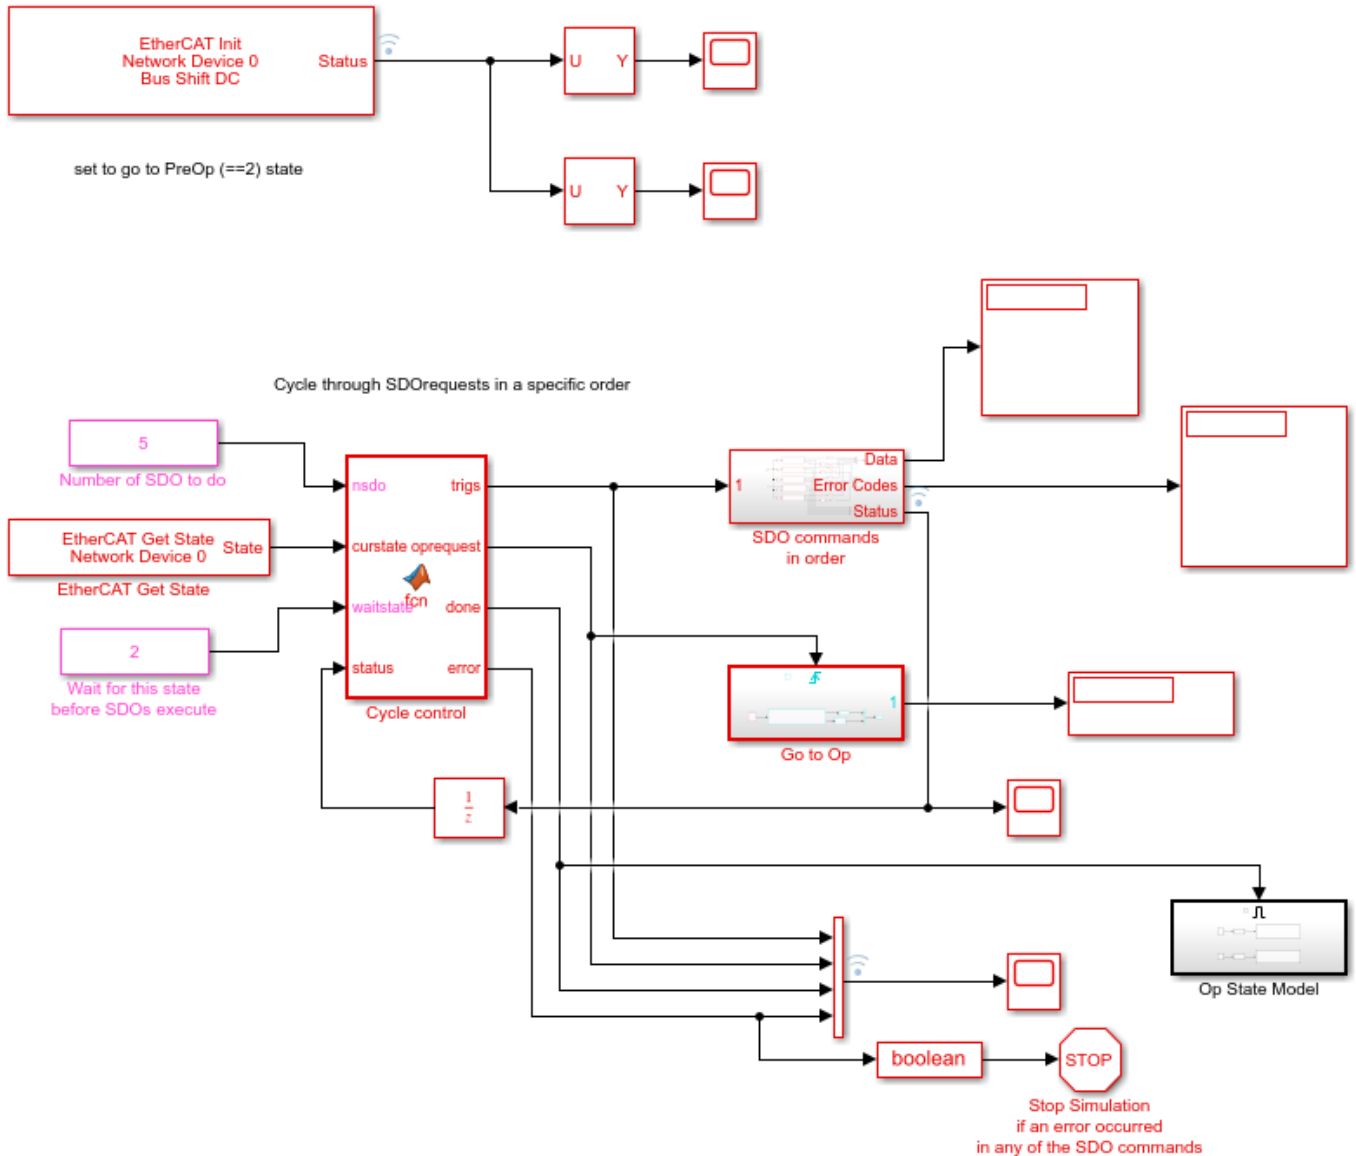 EtherCAT Init
Network Device 0
Bus Shift DC
Status
U Y
set to go to PreOp (==2) state
U Y
Cycle through SDOrequests in a specific order
5
Number of SDO to do
EtherCAT Get State
Network Device 0
State
EtherCAT Get State
2
Wait for this state
before SDOs execute
nsdo
trigs
curstate
oprequest
fcn
waitstate
done
status
error
Cycle control
1
Data
Error Codes
Status
SDO commands
in order
1
Go to Op
1
z
Op State Model
boolean
STOP
Stop Simulation
if an error occurred
in any of the SDO commands